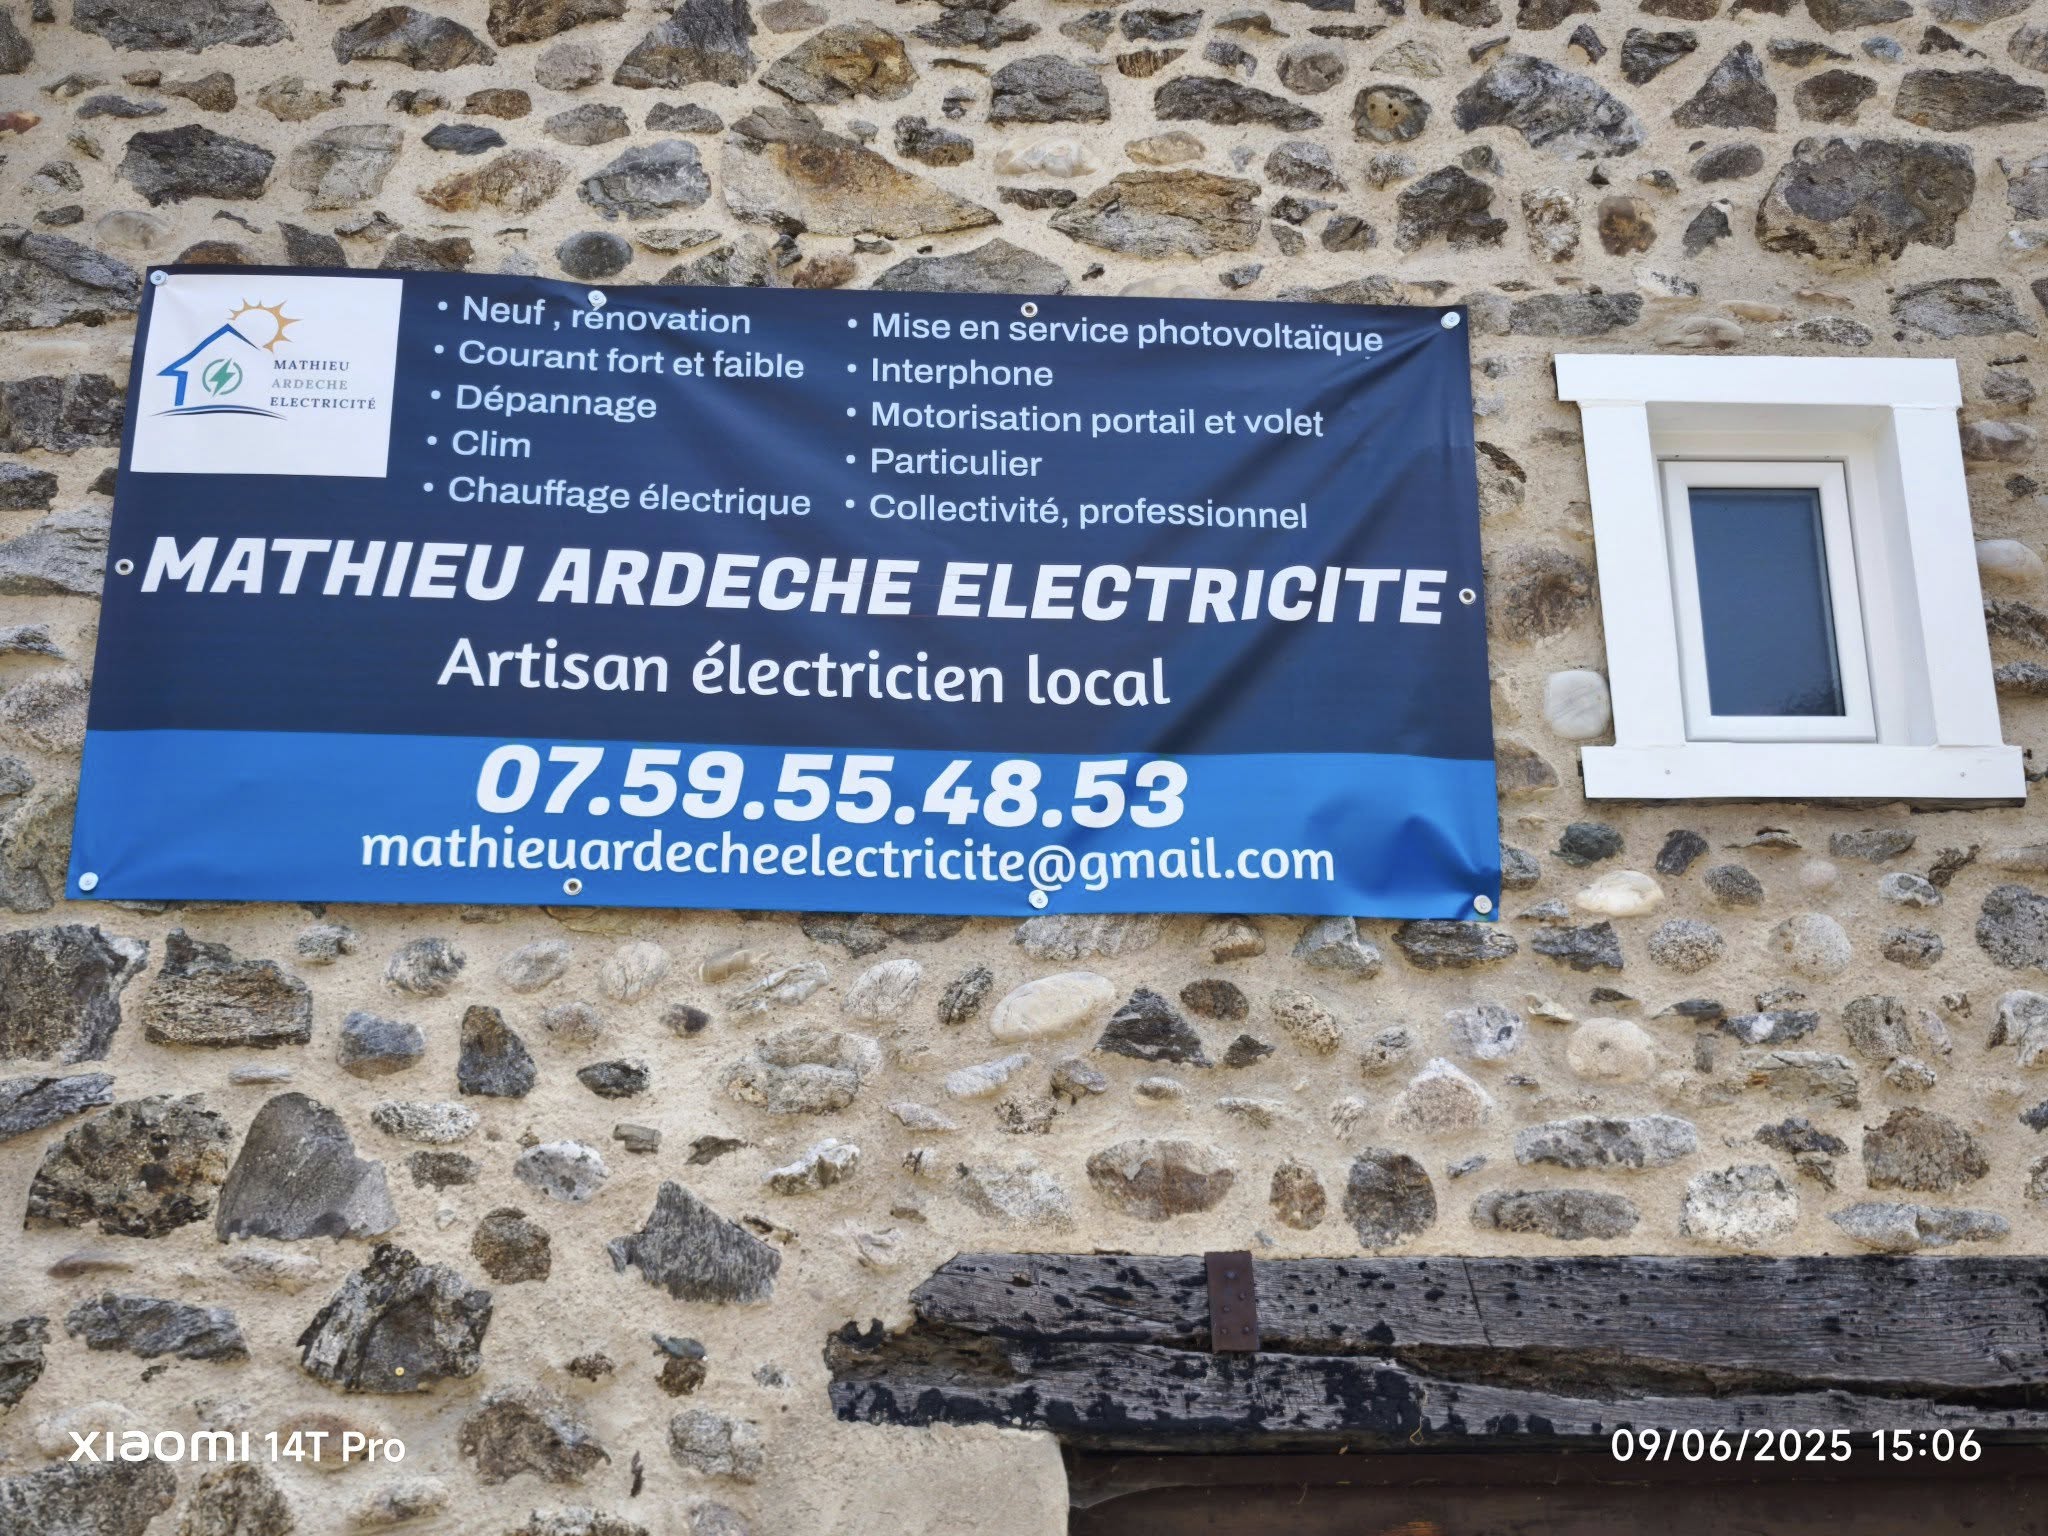 MATHIEU
ARDECHE
ELECTRICITÉ
• Neuf , rénovation
• Courant fort et faible
• Dépannage
• Clim
• Chauffage électrique
• Mise en service photovoltaïque
• Interphone
• Motorisation portail et volet
• Particulier
• Collectivité, professionnel
MATHIEU ARDECHE ELECTRICITE
Artisan électricien local
07.59.55.48.53
mathieuardecheelectricite@gmail.com
XIAOMI 14T Pro
09/06/2025 15:06